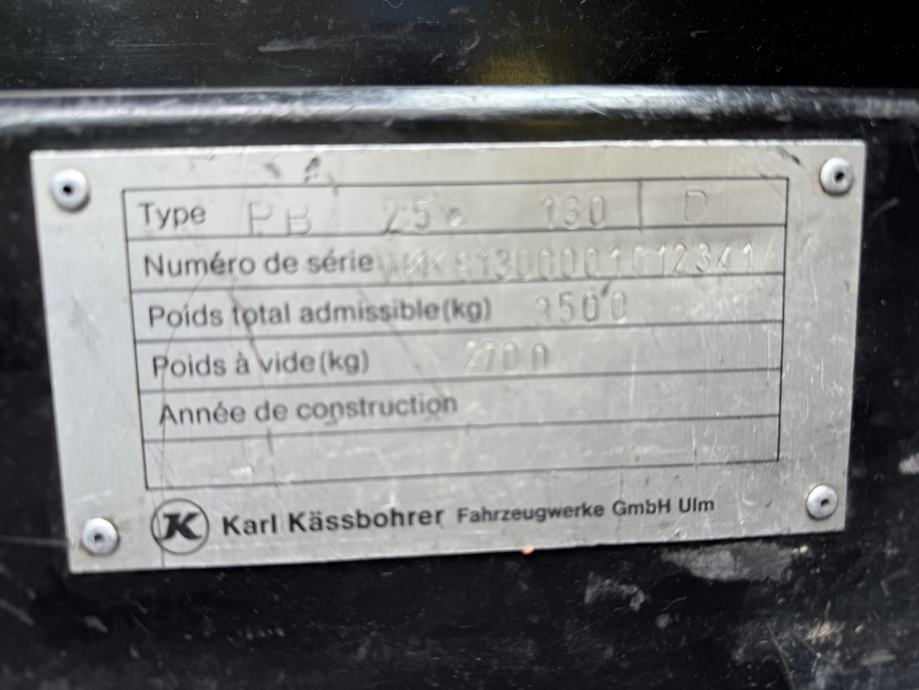 Type PB 130 D
Numéro de série
Poids total admissible(kg) 3500
Poids à vide(kg) 2700
Année de construction
K Karl Kässbohrer Fahrzeugwerke GmbH Ulm